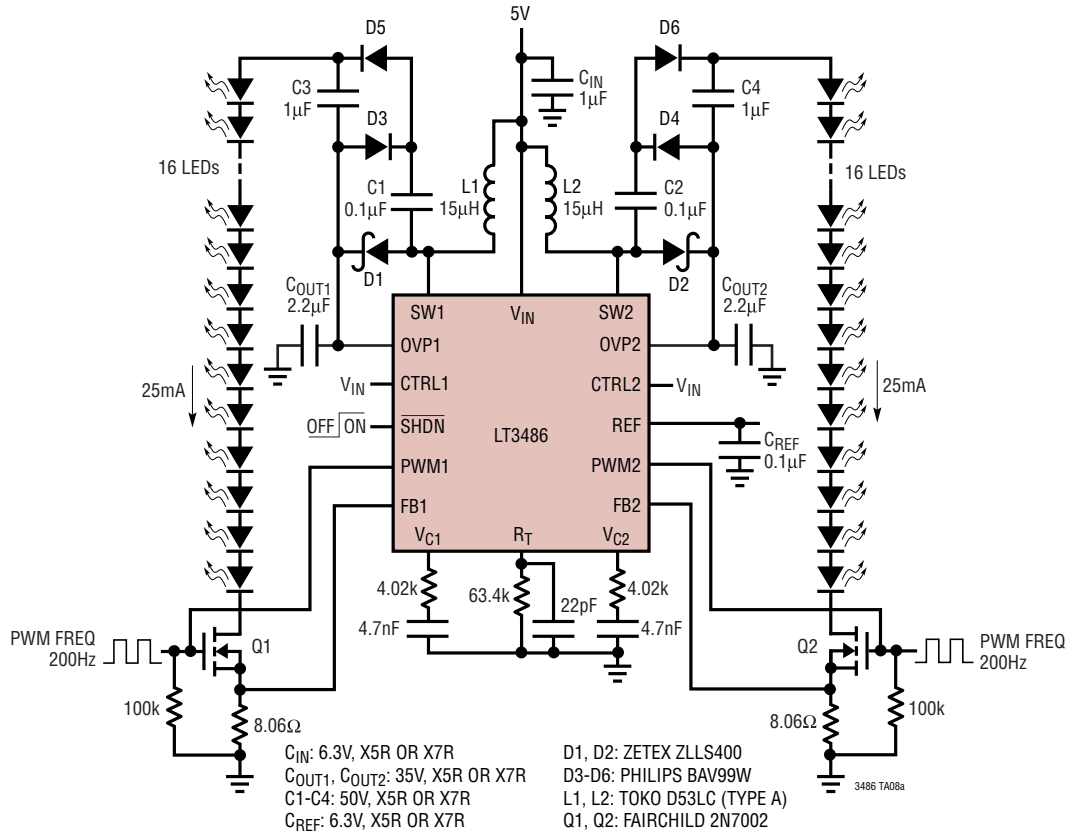 5V
D5
D6
C3
1µF
CIN
1µF
C4
1µF
D3
D4
16 LEDs
16 LEDs
C1
0.1µF
L1
15µH
L2
15µH
C2
0.1µF
D1
D2
COUT1
2.2µF
COUT2
2.2µF
SW1
VIN
SW2
OVP1
OVP2
25mA
VIN
CTRL1
CTRL2
VIN
25mA
OFF ON
SHDN
LT3486
REF
CREF
0.1µF
PWM1
PWM2
FB1
FB2
VC1
RT
VC2
4.02k
63.4k
22pF
4.02k
4.7nF
4.7nF
PWM FREQ
200Hz
Q1
Q2
PWM FREQ
200Hz
100k
8.06Ω
8.06Ω
100k
CIN: 6.3V, X5R OR X7R
COUT1, COUT2: 35V, X5R OR X7R
C1-C4: 50V, X5R OR X7R
CREF: 6.3V, X5R OR X7R
D1, D2: ZETEX ZLLS400
D3-D6: PHILIPS BAV99W
L1, L2: TOKO D53LC (TYPE A)
Q1, Q2: FAIRCHILD 2N7002
3486 TA08a